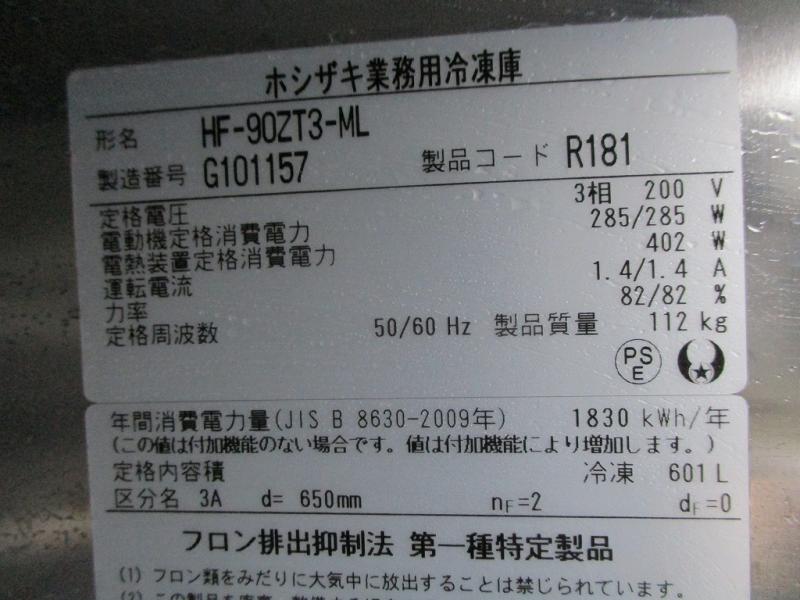 ホシザキ業務用冷凍庫
形名 HF-90ZT3-ML
製造番号 G101157 製品コード R181
定格電圧 3相 200 V
電動機定格消費電力 285/285 W
電熱装置定格消費電力 402 W
運転電流 1.4/1.4 A
力率 82/82 %
定格周波数 50/60 Hz 製品質量 112 kg
PS
E
年間消費電力量(JIS B 8630-2009年) 1830 kWh/年
(この値は付加機能のない場合です。値は付加機能により増加します。)
定格内容積 冷凍 601 L
区分名 3A d= 650mm nF=2 dF=0
フロン排出抑制法 第一種特定製品
(1) フロン類をみだりに大気中に放出することは禁じられています。